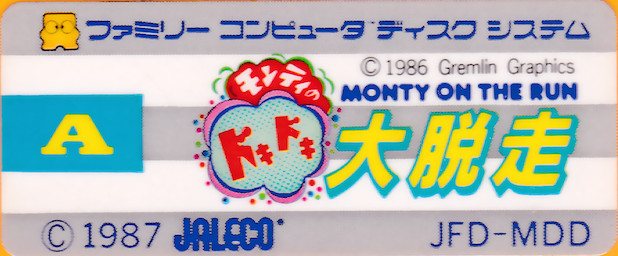 ファミリー コンピュータ ディスク システム
© 1986 Gremlin Graphics
モンティの
MONTY ON THE RUN
A
ドキドキ
大脱走
© 1987 JALECO
JFD-MDD